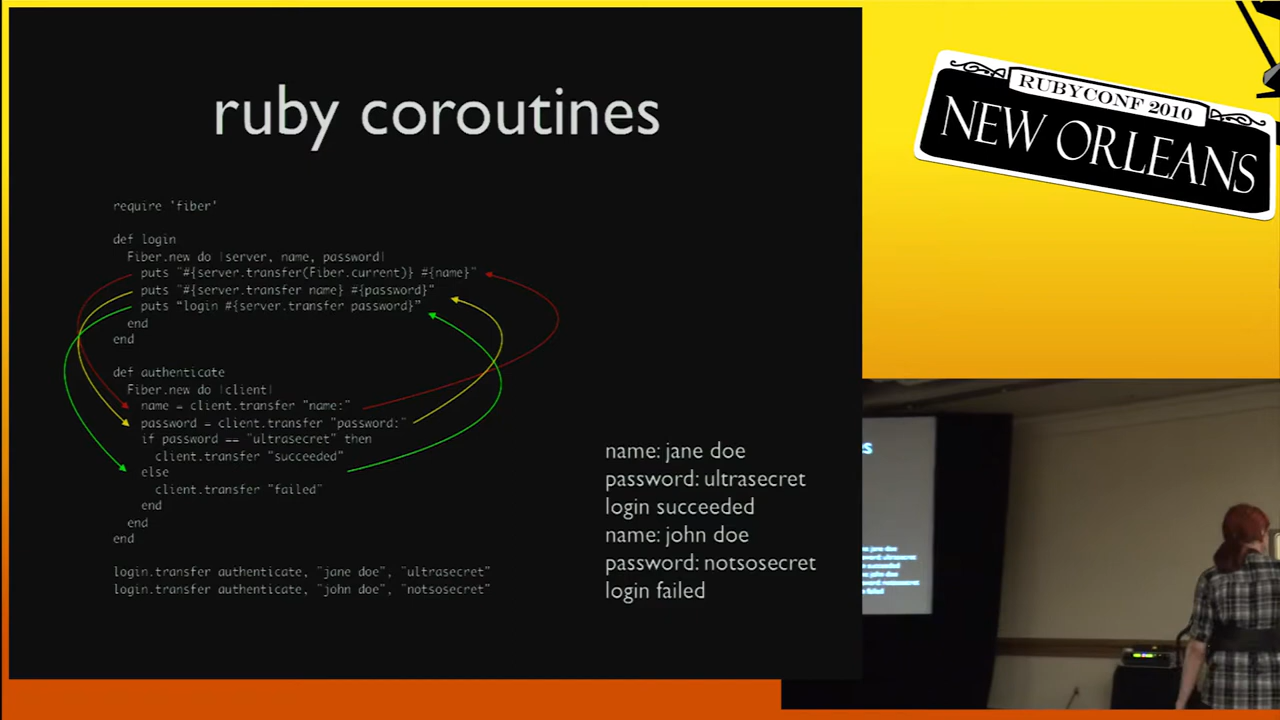 ruby coroutines
require 'fiber'
def login
Fiber.new do |server, name, password|
puts "#{server.transfer(Fiber.current)} #{name}"
puts "#{server.transfer name} #{password}"
puts "login #{server.transfer password}"
end
end
def authenticate
Fiber.new do |client|
name = client.transfer "name:"
password = client.transfer "password:"
if password == "ultrasecret" then
client.transfer "succeeded"
else
client.transfer "failed"
end
end
end
login.transfer authenticate, "jane doe", "ultrasecret"
login.transfer authenticate, "john doe", "notsosecret"
name: jane doe
password: ultrasecret
login succeeded
name: john doe
password: notsosecret
login failed
RUBYCONF 2010
NEW ORLEANS